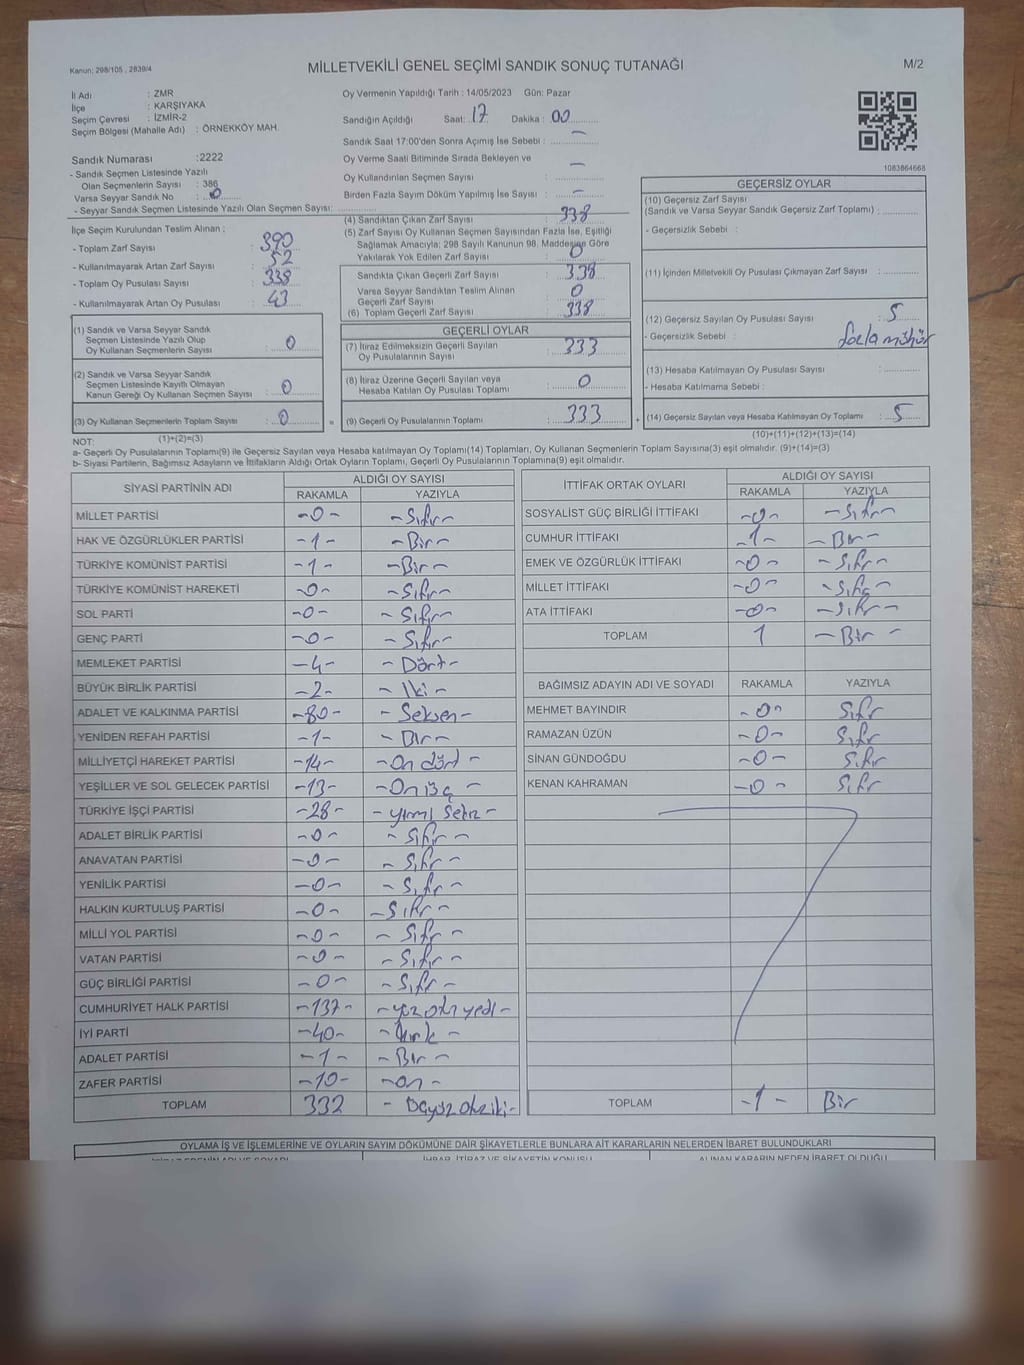 Kanun: 298/105 , 2839/4
MİLLETVEKİLİ GENEL SEÇİMİ SANDIK SONUÇ TUTANAĞI
M/2
İl Adı : ZMR
İlçe : KARŞIYAKA
Seçim Çevresi : İZMİR-2
Seçim Bölgesi (Mahalle Adı) : ÖRNEKKÖY MAH.
Sandık Numarası :2222
- Sandık Seçmen Listesinde Yazılı
Olan Seçmenlerin Sayısı : 386
Varsa Seyyar Sandık No : 0
- Seyyar Sandık Seçmen Listesinde Yazılı Olan Seçmen Sayısı:
Oy Vermenin Yapıldığı Tarih : 14/05/2023 Gün: Pazar
Sandığın Açıldığı Saat: 17 Dakika : 00
Sandık Saat 17:00'den Sonra Açımış İse Sebebi : —
Oy Verme Saati Bitiminde Sırada Bekleyen ve
Oy Kullandırılan Seçmen Sayısı : —
Birden Fazla Sayım Döküm Yapılmış İse Sayısı : -
1083864668
İlçe Seçim Kurulundan Teslim Alınan ;
- Toplam Zarf Sayısı : 390
- Kullanılmayarak Artan Zarf Sayısı : 52
- Toplam Oy Pusulası Sayısı : 338
- Kullanılmayarak Artan Oy Pusulası : 43
(4) Sandıktan Çıkan Zarf Sayısı : 338
(5) Zarf Sayısı Oy Kullanan Seçmen Sayısından Fazla İse, Eşitliği
Sağlamak Amacıyla; 298 Sayılı Kanunun 98. Maddesine Göre
Yakılarak Yok Edilen Zarf Sayısı : 0
Sandıkta Çıkan Geçerli Zarf Sayısı : 338
Varsa Seyyar Sandıktan Teslim Alınan
Geçerli Zarf Sayısı : 0
(6) Toplam Geçerli Zarf Sayısı : 338
GEÇERSİZ OYLAR
(10) Geçersiz Zarf Sayısı
(Sandık ve Varsa Seyyar Sandık Geçersiz Zarf Toplamı) :
- Geçersizlik Sebebi :
(11) İçinden Milletvekili Oy Pusulası Çıkmayan Zarf Sayısı :
(12) Geçersiz Sayılan Oy Pusulası Sayısı : 5
- Geçersizlik Sebebi : fazla mühür
(13) Hesaba Katılmayan Oy Pusulası Sayısı :
- Hesaba Katılmama Sebebi :
(14) Geçersiz Sayılan veya Hesaba Katılmayan Oy Toplamı : 5
(10)+(11)+(12)+(13)=(14)
(1) Sandık ve Varsa Seyyar Sandık
Seçmen Listesinde Yazılı Olup
Oy Kullanan Seçmenlerin Sayısı : 0
(2) Sandık ve Varsa Seyyar Sandık
Seçmen Listesinde Kayıtlı Olmayan
Kanun Gereği Oy Kullanan Seçmen Sayısı : 0
(3) Oy Kullanan Seçmenlerin Toplam Sayısı : 0
(1)+(2)=(3)
GEÇERLİ OYLAR
(7) İtiraz Edilmeksizin Geçerli Sayılan
Oy Pusulalarının Sayısı : 333
(8) İtiraz Üzerine Geçerli Sayılan veya
Hesaba Katılan Oy Pusulası Toplamı : 0
= (9) Geçerli Oy Pusulalarının Toplamı : 333 +
NOT:
a- Geçerli Oy Pusulalarının Toplamı(9) ile Geçersiz Sayılan veya Hesaba katılmayan Oy Toplamı(14) Toplamları, Oy Kullanan Seçmenlerin Toplam Sayısına(3) eşit olmalıdır. (9)+(14)=(3)
b- Siyasi Partilerin, Bağımsız Adayların ve İttifakların Aldığı Ortak Oyların Toplamı, Geçerli Oy Pusulalarının Toplamına(9) eşit olmalıdır.
SİYASİ PARTİNİN ADI ALDIĞI OY SAYISI
RAKAMLA YAZIYLA
MİLLET PARTİSİ -0- -Sıfır-
HAK VE ÖZGÜRLÜKLER PARTİSİ -1- -Bir-
TÜRKİYE KOMÜNİST PARTİSİ -1- -Bir-
TÜRKİYE KOMÜNİST HAREKETİ -0- -Sıfır-
SOL PARTİ -0- -Sıfır-
GENÇ PARTİ -0- -Sıfır-
MEMLEKET PARTİSİ -4- -Dört-
BÜYÜK BİRLİK PARTİSİ -2- -İki-
ADALET VE KALKINMA PARTİSİ -80- -Seksen-
YENİDEN REFAH PARTİSİ -1- -Bir-
MİLLİYETÇİ HAREKET PARTİSİ -14- -On dört-
YEŞİLLER VE SOL GELECEK PARTİSİ -13- -On üç
TÜRKİYE İŞÇİ PARTİSİ -28- -yirmi sekiz-
ADALET BİRLİK PARTİSİ -0- -Sıfır-
ANAVATAN PARTİSİ -0- -Sıfır-
YENİLİK PARTİSİ -0- -Sıfır-
HALKIN KURTULUŞ PARTİSİ -0- -Sıfır-
MİLLİ YOL PARTİSİ -0- -Sıfır-
VATAN PARTİSİ -0- -Sıfır-
GÜÇ BİRLİĞİ PARTİSİ -0- -Sıfır-
CUMHURİYET HALK PARTİSİ -137- -yüz otuz yedi-
İYİ PARTİ -40- -Kırk-
ADALET PARTİSİ -1- -Bir-
ZAFER PARTİSİ -10- -on-
TOPLAM 332 - Üçyüz otuziki-
İTTİFAK ORTAK OYLARI ALDIĞI OY SAYISI
RAKAMLA YAZIYLA
SOSYALİST GÜÇ BİRLİĞİ İTTİFAKI -0- -Sıfır-
CUMHUR İTTİFAKI -1- -Bir-
EMEK VE ÖZGÜRLÜK İTTİFAKI -0- -Sıfır-
MİLLET İTTİFAKI -0- -Sıfır-
ATA İTTİFAKI -0- -Sıfır-
TOPLAM 1 -Bir-
BAĞIMSIZ ADAYIN ADI VE SOYADI RAKAMLA YAZIYLA
MEHMET BAYINDIR -0- Sıfır
RAMAZAN ÜZÜN -0- Sıfır
SİNAN GÜNDOĞDU -0- Sıfır
KENAN KAHRAMAN -0- Sıfır
TOPLAM -1- Bir
OYLAMA İŞ VE İŞLEMLERİNE VE OYLARIN SAYIM DÖKÜMÜNE DAİR ŞİKAYETLERLE BUNLARA AİT KARARLARIN NELERDEN İBARET BULUNDUKLARI
İHBAR, İTİRAZ VE ŞİKAYETİN KONUSU ALINAN KARARIN NEDEN İBARET OLDUĞU